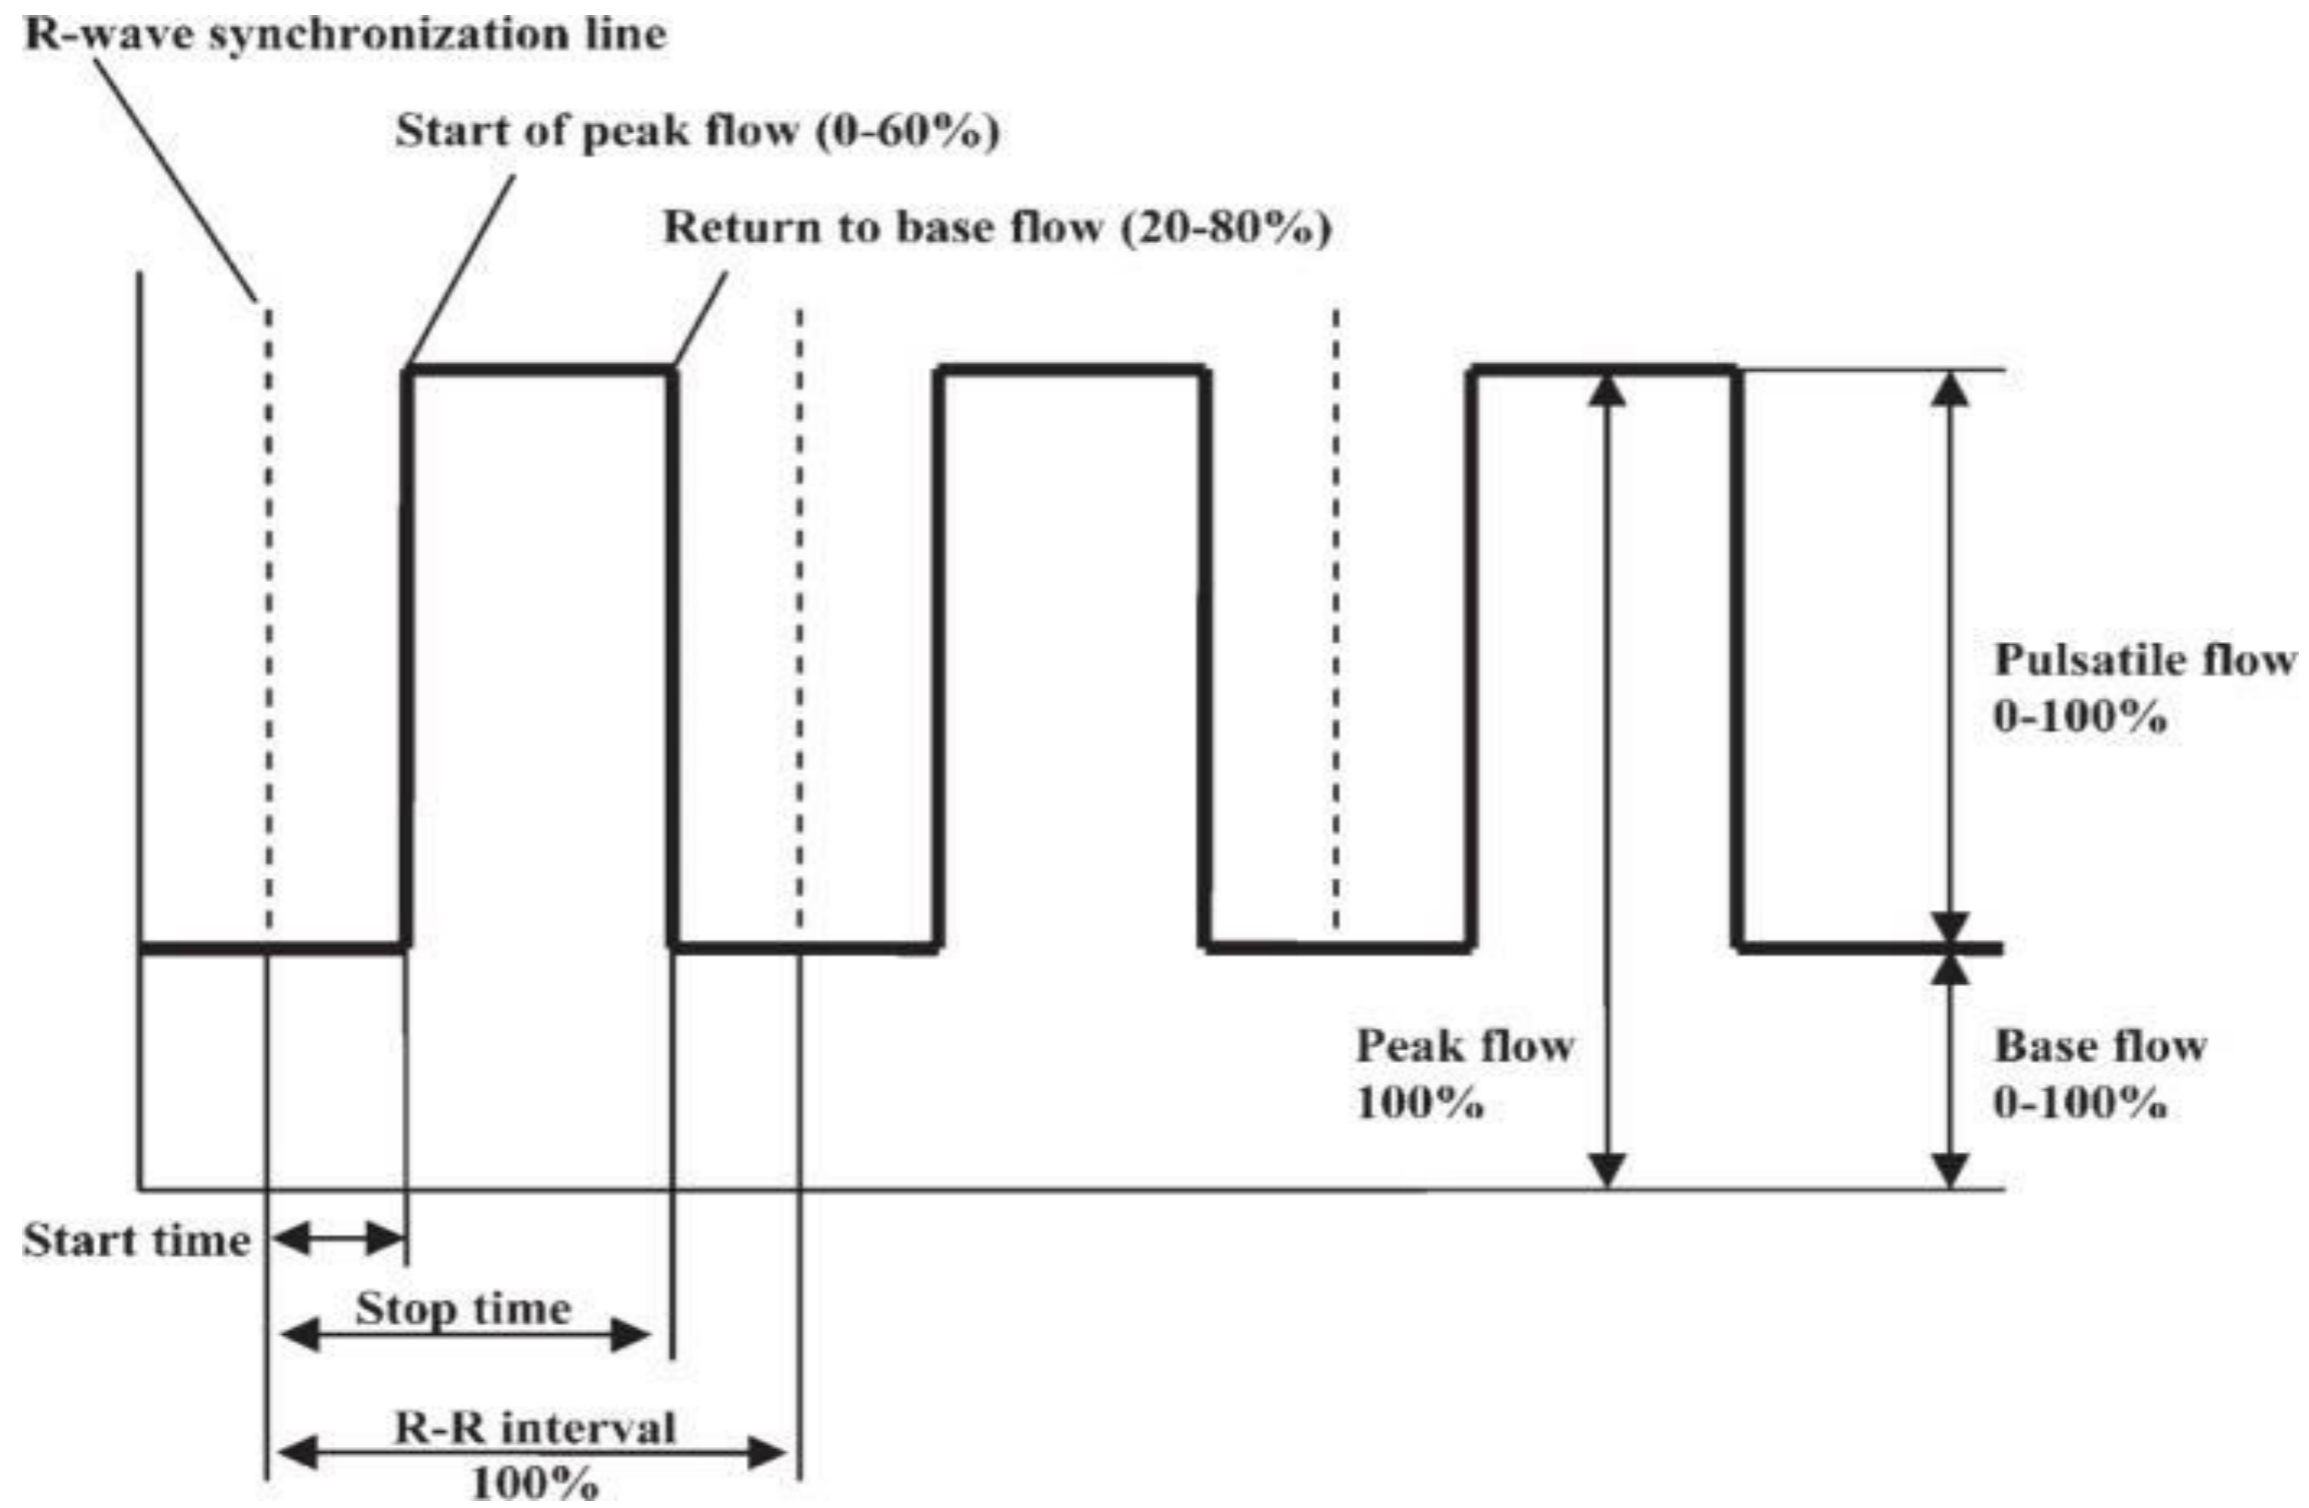 R-wave synchronization line
Start of peak flow (0-60%)
Return to base flow (20-80%)
Pulsatile flow
0-100%
Peak flow
100%
Base flow
0-100%
Start time
Stop time
R-R interval
100%